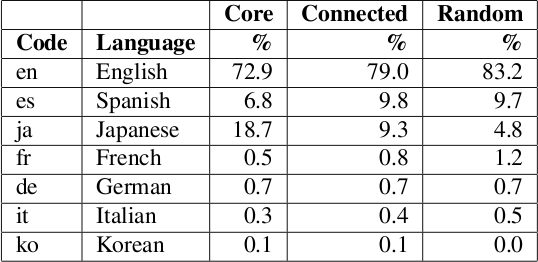 Core Connected Random
Code Language % % %
en English 72.9 79.0 83.2
es Spanish 6.8 9.8 9.7
ja Japanese 18.7 9.3 4.8
fr French 0.5 0.8 1.2
de German 0.7 0.7 0.7
it Italian 0.3 0.4 0.5
ko Korean 0.1 0.1 0.0